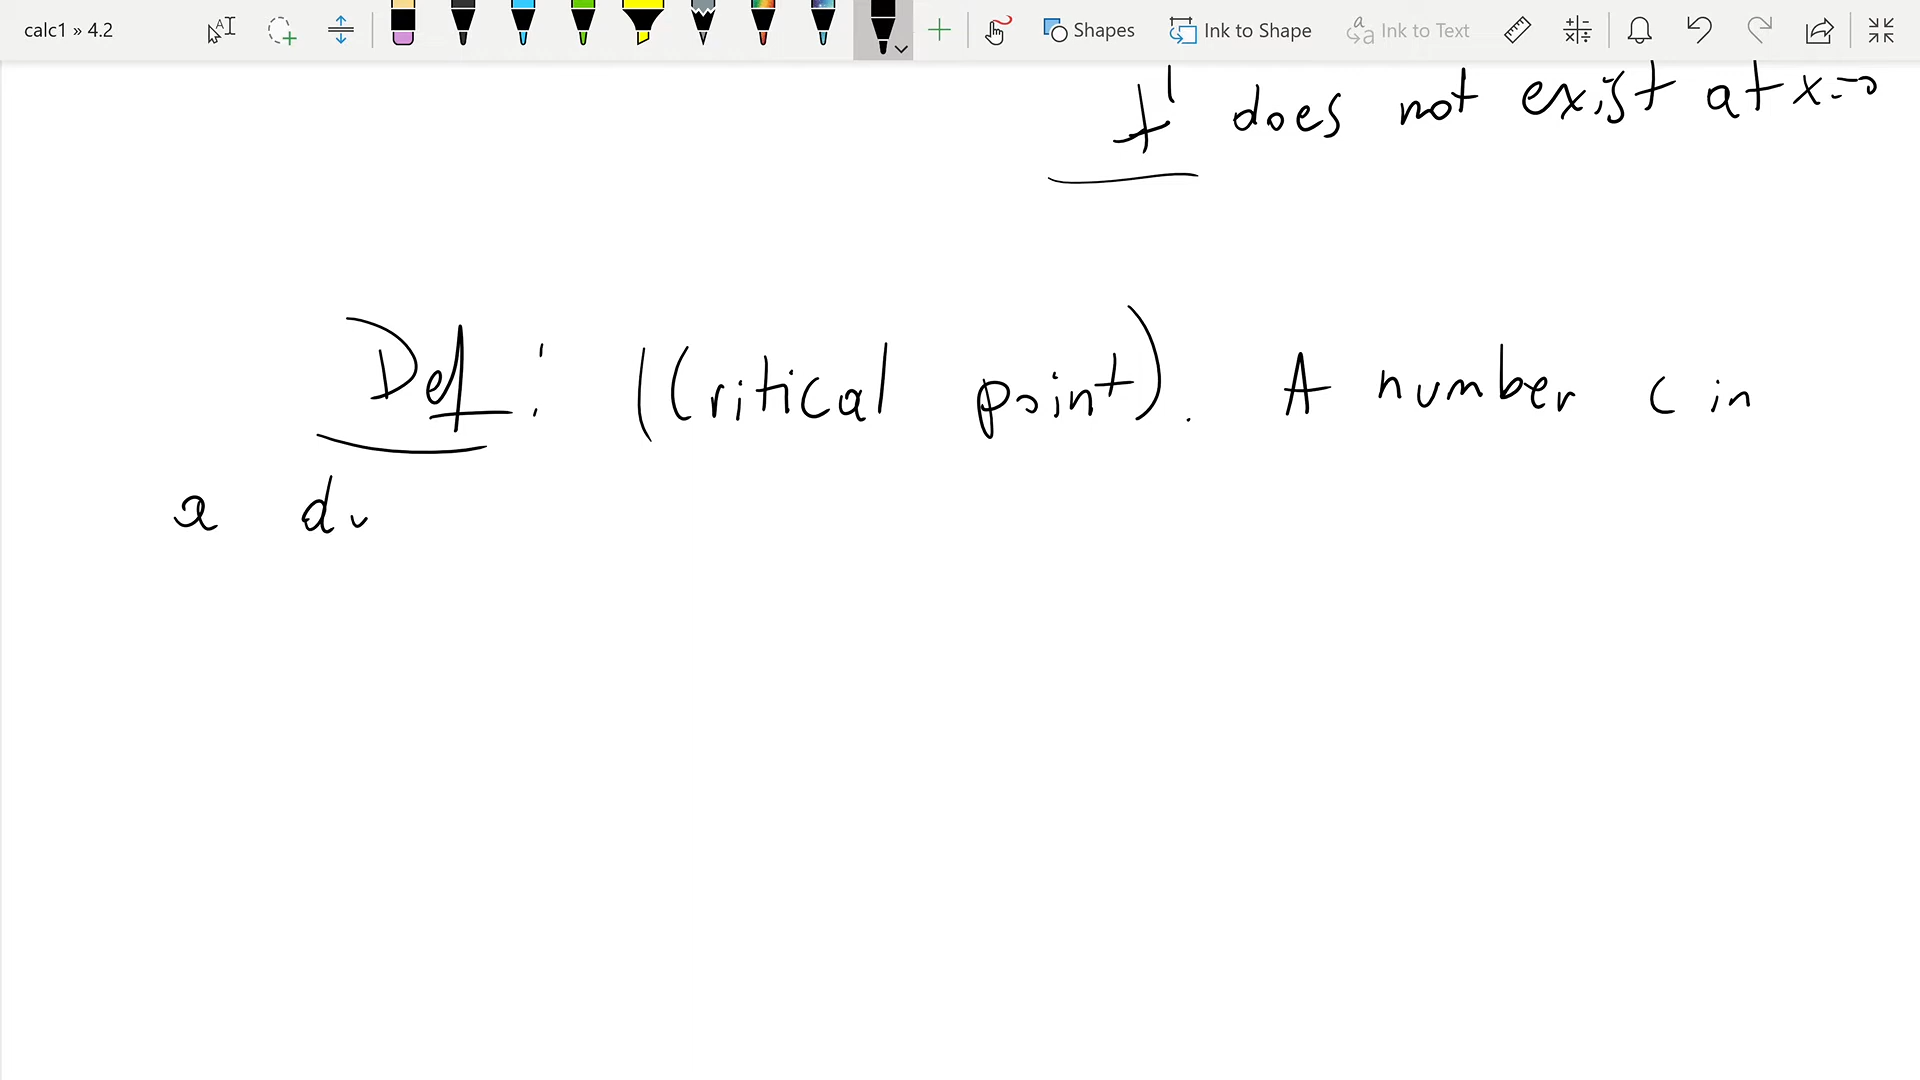 calc1 » 4.2 Shapes Ink to Shape Ink to Text
f' does not exist at x=0
Def: (Critical point). A number c in
a do